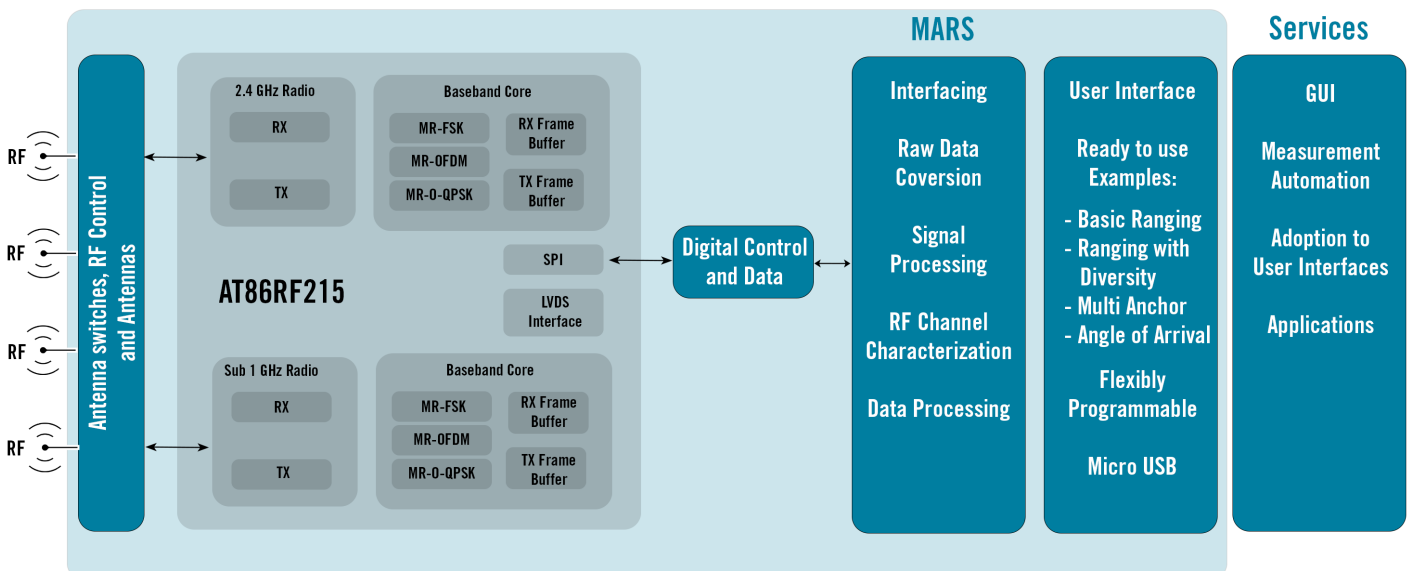 MARS
Services
RF
RF
RF
RF
Antenna switches, RF Control
and Antennas
2.4 GHz Radio
RX
TX
Baseband Core
MR-FSK
MR-OFDM
MR-O-QPSK
RX Frame
Buffer
TX Frame
Buffer
AT86RF215
SPI
LVDS
Interface
Sub 1 GHz Radio
RX
TX
Baseband Core
MR-FSK
MR-OFDM
MR-O-QPSK
RX Frame
Buffer
TX Frame
Buffer
Digital Control
and Data
Interfacing
Raw Data
Coversion
Signal
Processing
RF Channel
Characterization
Data Processing
User Interface
Ready to use
Examples:
- Basic Ranging
- Ranging with
Diversity
- Multi Anchor
- Angle of Arrival
Flexibly
Programmable
Micro USB
GUI
Measurement
Automation
Adoption to
User Interfaces
Applications